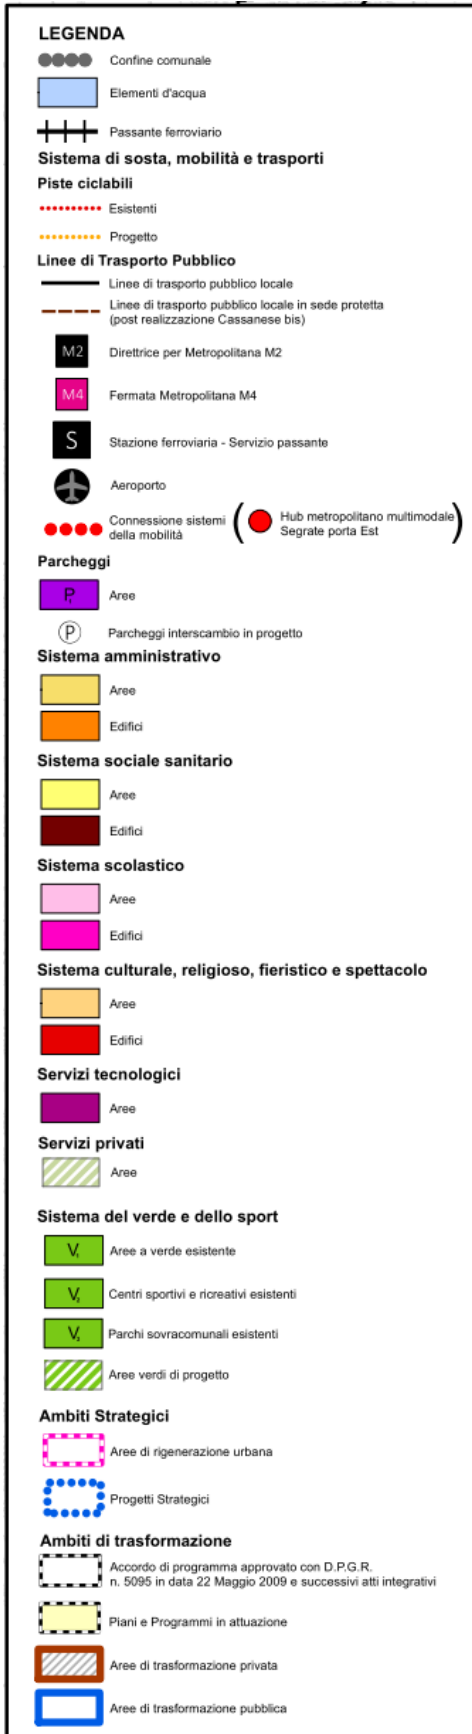 LEGENDA
Confine comunale
Elementi d'acqua
Passante ferroviario
Sistema di sosta, mobilità e trasporti
Piste ciclabili
Esistenti
Progetto
Linee di Trasporto Pubblico
Linee di trasporto pubblico locale
Linee di trasporto pubblico locale in sede protetta
(post realizzazione Cassanese bis)
M2 Direttrice per Metropolitana M2
M4 Fermata Metropolitana M4
S Stazione ferroviaria - Servizio passante
Aeroporto
Connessione sistemi
della mobilità
( Hub metropolitano multimodale
Segrate porta Est )
Parcheggi
P Aree
P Parcheggi interscambio in progetto
Sistema amministrativo
Aree
Edifici
Sistema sociale sanitario
Aree
Edifici
Sistema scolastico
Aree
Edifici
Sistema culturale, religioso, fieristico e spettacolo
Aree
Edifici
Servizi tecnologici
Aree
Servizi privati
Aree
Sistema del verde e dello sport
V1 Aree a verde esistente
V2 Centri sportivi e ricreativi esistenti
V3 Parchi sovracomunali esistenti
Aree verdi di progetto
Ambiti Strategici
Aree di rigenerazione urbana
Progetti Strategici
Ambiti di trasformazione
Accordo di programma approvato con D.P.G.R.
n. 5095 in data 22 Maggio 2009 e successivi atti integrativi
Piani e Programmi in attuazione
Aree di trasformazione privata
Aree di trasformazione pubblica